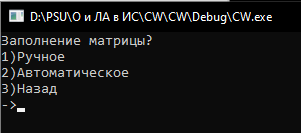 D:\PSU\О и ЛА в ИС\CW\CW\Debug\CW.exe
Заполнение матрицы?
1)Ручное
2)Автоматическое
3)Назад
->